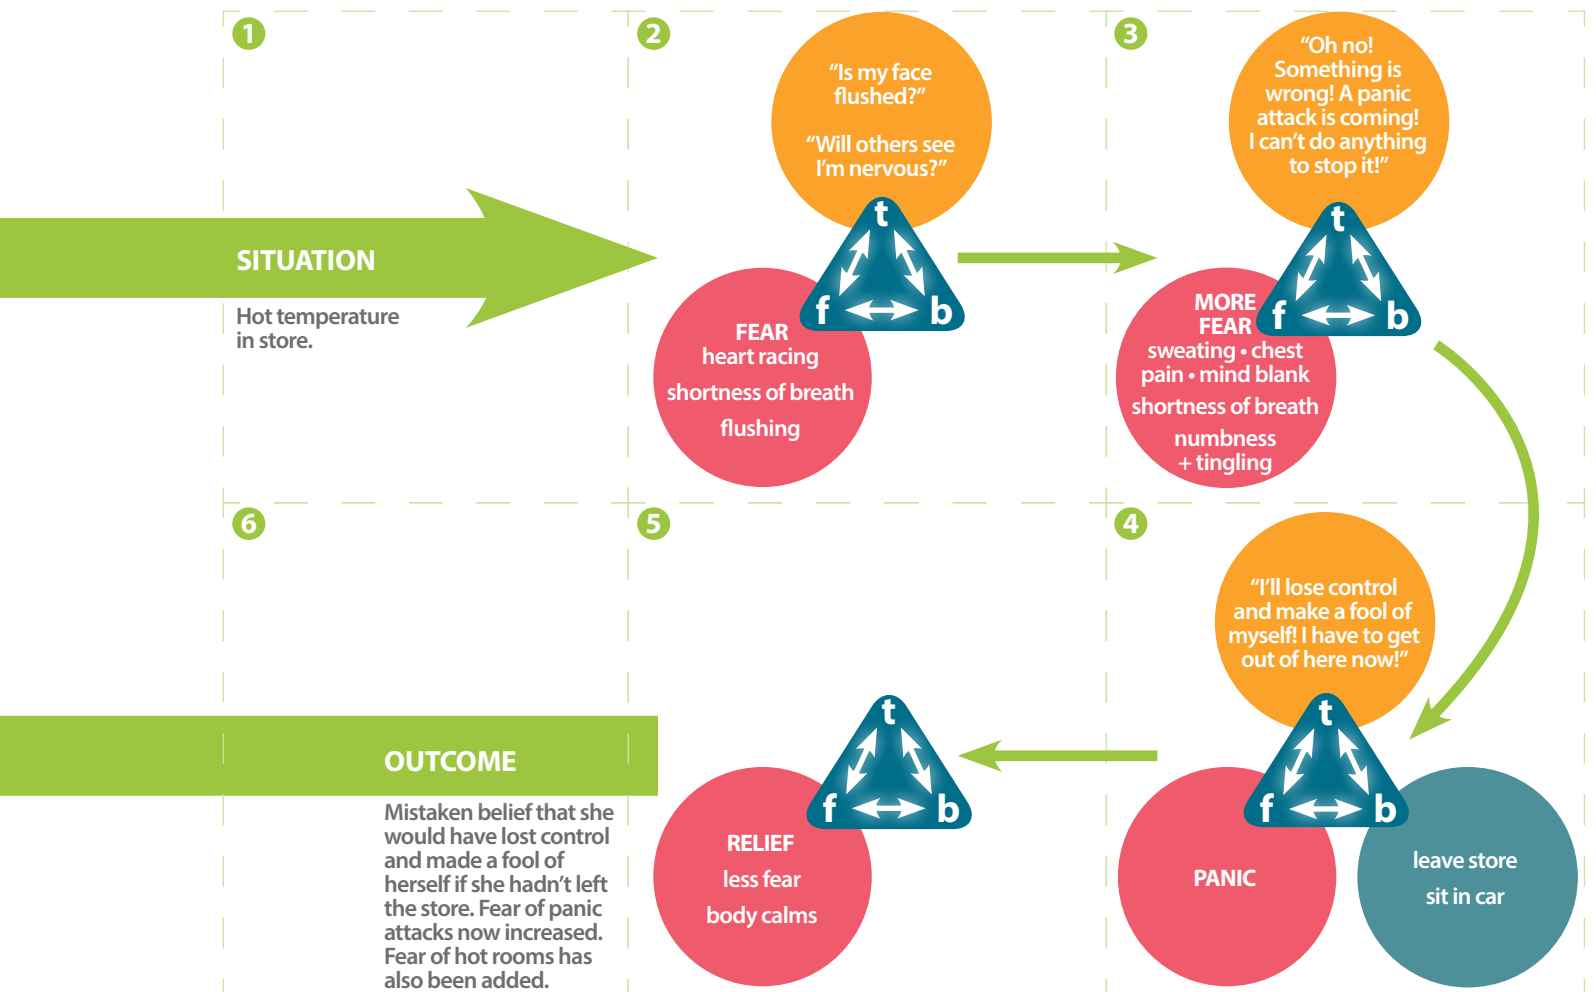 1
SITUATION
Hot temperature
in store.
2
“Is my face
flushed?”
“Will others see
I’m nervous?”
t
f
b
FEAR
heart racing
shortness of breath
flushing
3
“Oh no!
Something is
wrong! A panic
attack is coming!
I can’t do anything
to stop it!”
t
f
b
MORE
FEAR
sweating • chest
pain • mind blank
shortness of breath
numbness
+ tingling
4
“I’ll lose control
and make a fool of
myself! I have to get
out of here now!”
t
f
b
PANIC
leave store
sit in car
5
t
f
b
RELIEF
less fear
body calms
6
OUTCOME
Mistaken belief that she
would have lost control
and made a fool of
herself if she hadn’t left
the store. Fear of panic
attacks now increased.
Fear of hot rooms has
also been added.